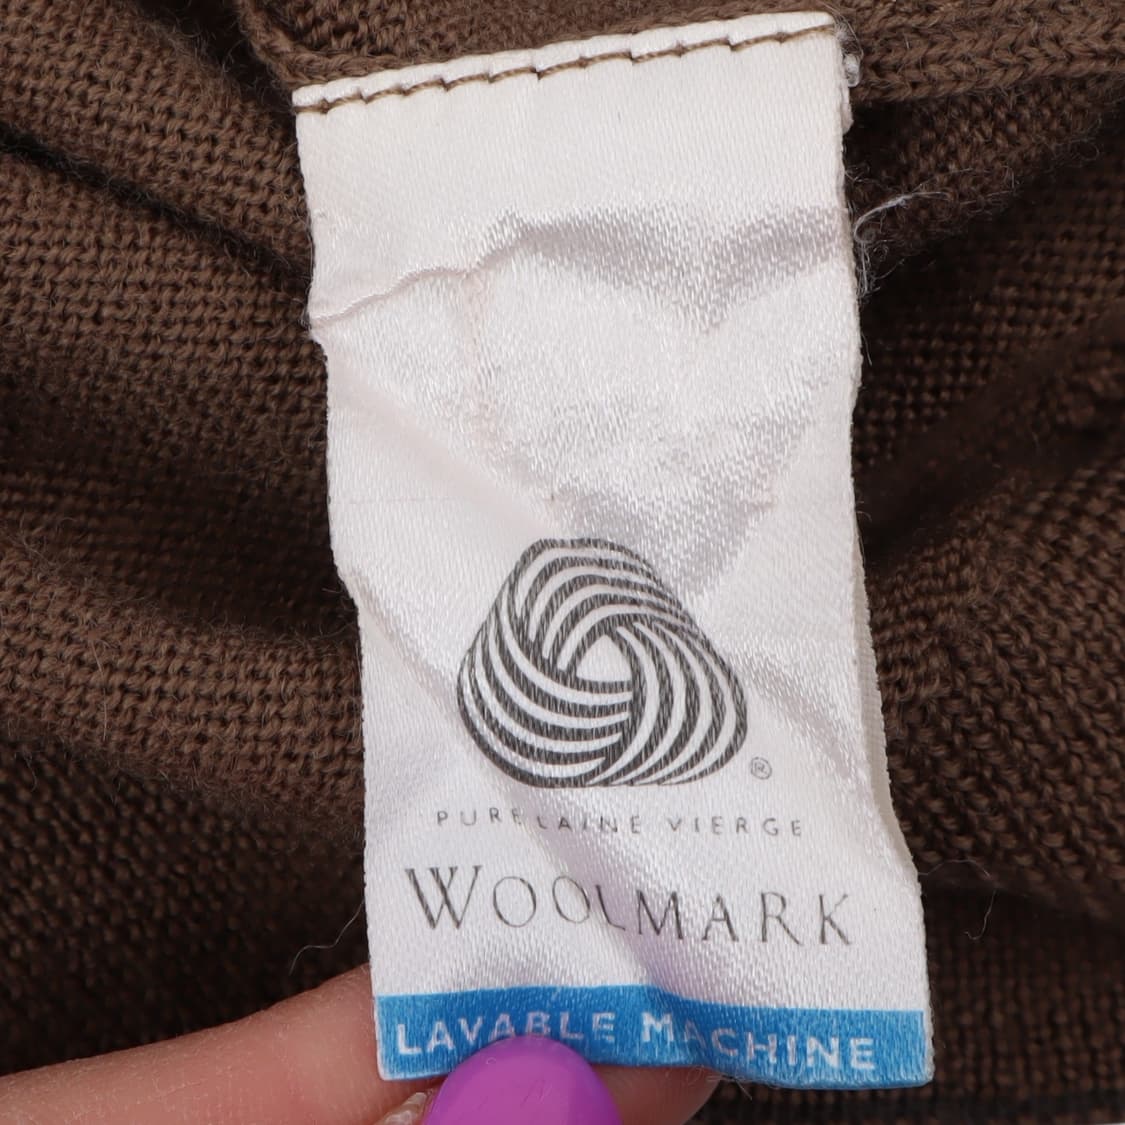 ®
PURE LAINE VIERGE
WOOLMARK
LAVABLE MACHINE